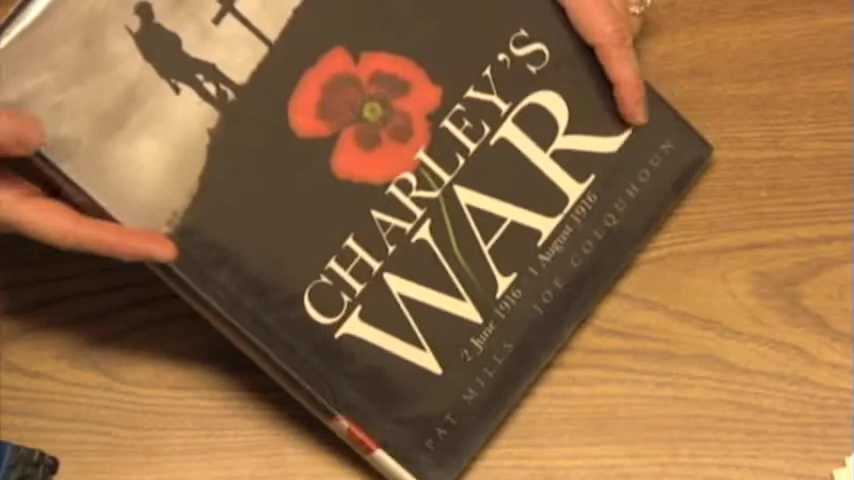 CHARLEY'S
WAR
2 June 1916 - 1 August 1916
PAT MILLS JOE COLQUHOUN